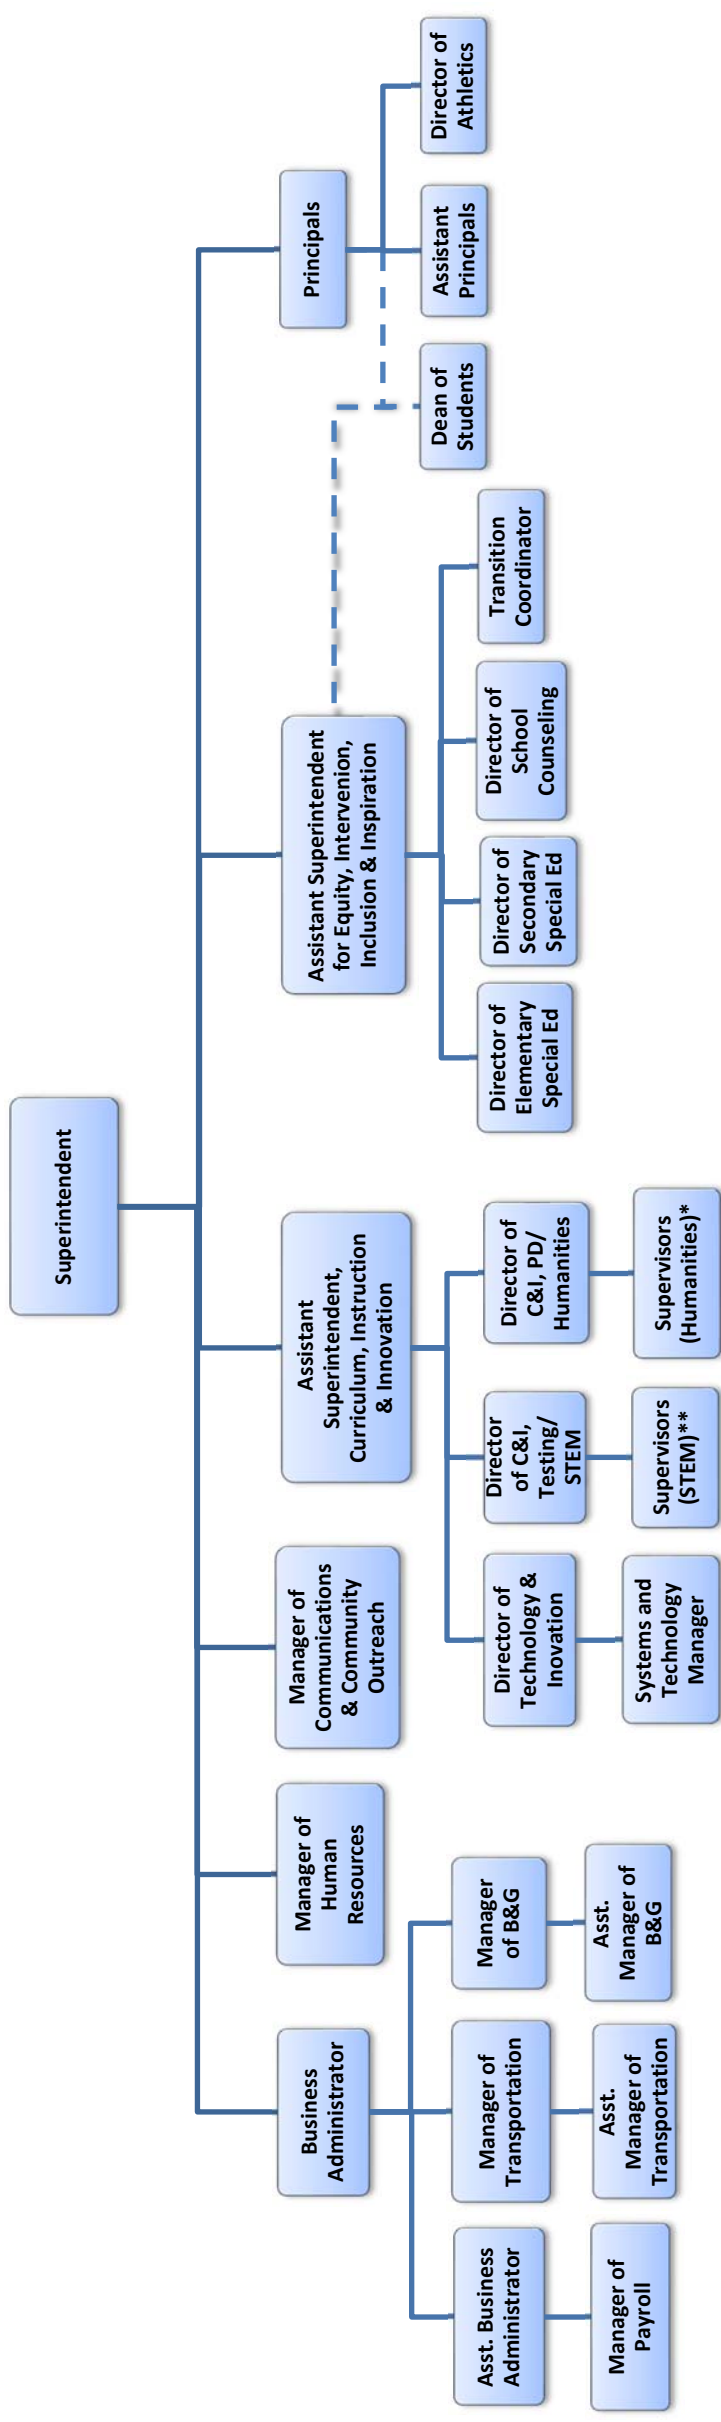 Superintendent
Business
Administrator
Manager of
Human
Resources
Manager of
Communications
& Community
Outreach
Assistant
Superintendent,
Curriculum, Instruction
& Innovation
Assistant Superintendent
for Equity, Intervenion,
Inclusion & Inspiration
Principals
Asst. Business
Administrator
Manager of
Transportation
Manager
of B&G
Director of
Technology &
Inovation
Director
of C&I,
Testing/
STEM
Director of
C&I, PD/
Humanities
Director of
Elementary
Special Ed
Director of
Secondary
Special Ed
Director of
School
Counseling
Transition
Coordinator
Dean of
Students
Assistant
Principals
Director of
Athletics
Manager of
Payroll
Asst.
Manager of
Transportation
Asst.
Manager of
B&G
Systems and
Technology
Manager
Supervisors
(STEM)**
Supervisors
(Humanities)*